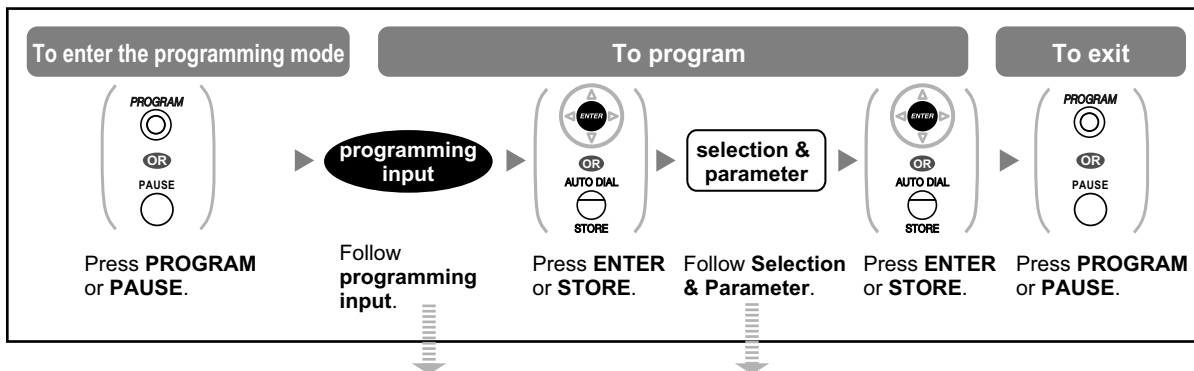 To enter the programming mode
To program
To exit
PROGRAM
OR
PAUSE
programming
input
ENTER
OR
AUTO DIAL
STORE
selection &
parameter
ENTER
OR
AUTO DIAL
STORE
PROGRAM
OR
PAUSE
Press PROGRAM
or PAUSE.
Follow
programming
input.
Press ENTER
or STORE.
Follow Selection
& Parameter.
Press ENTER
or STORE.
Press PROGRAM
or PAUSE.